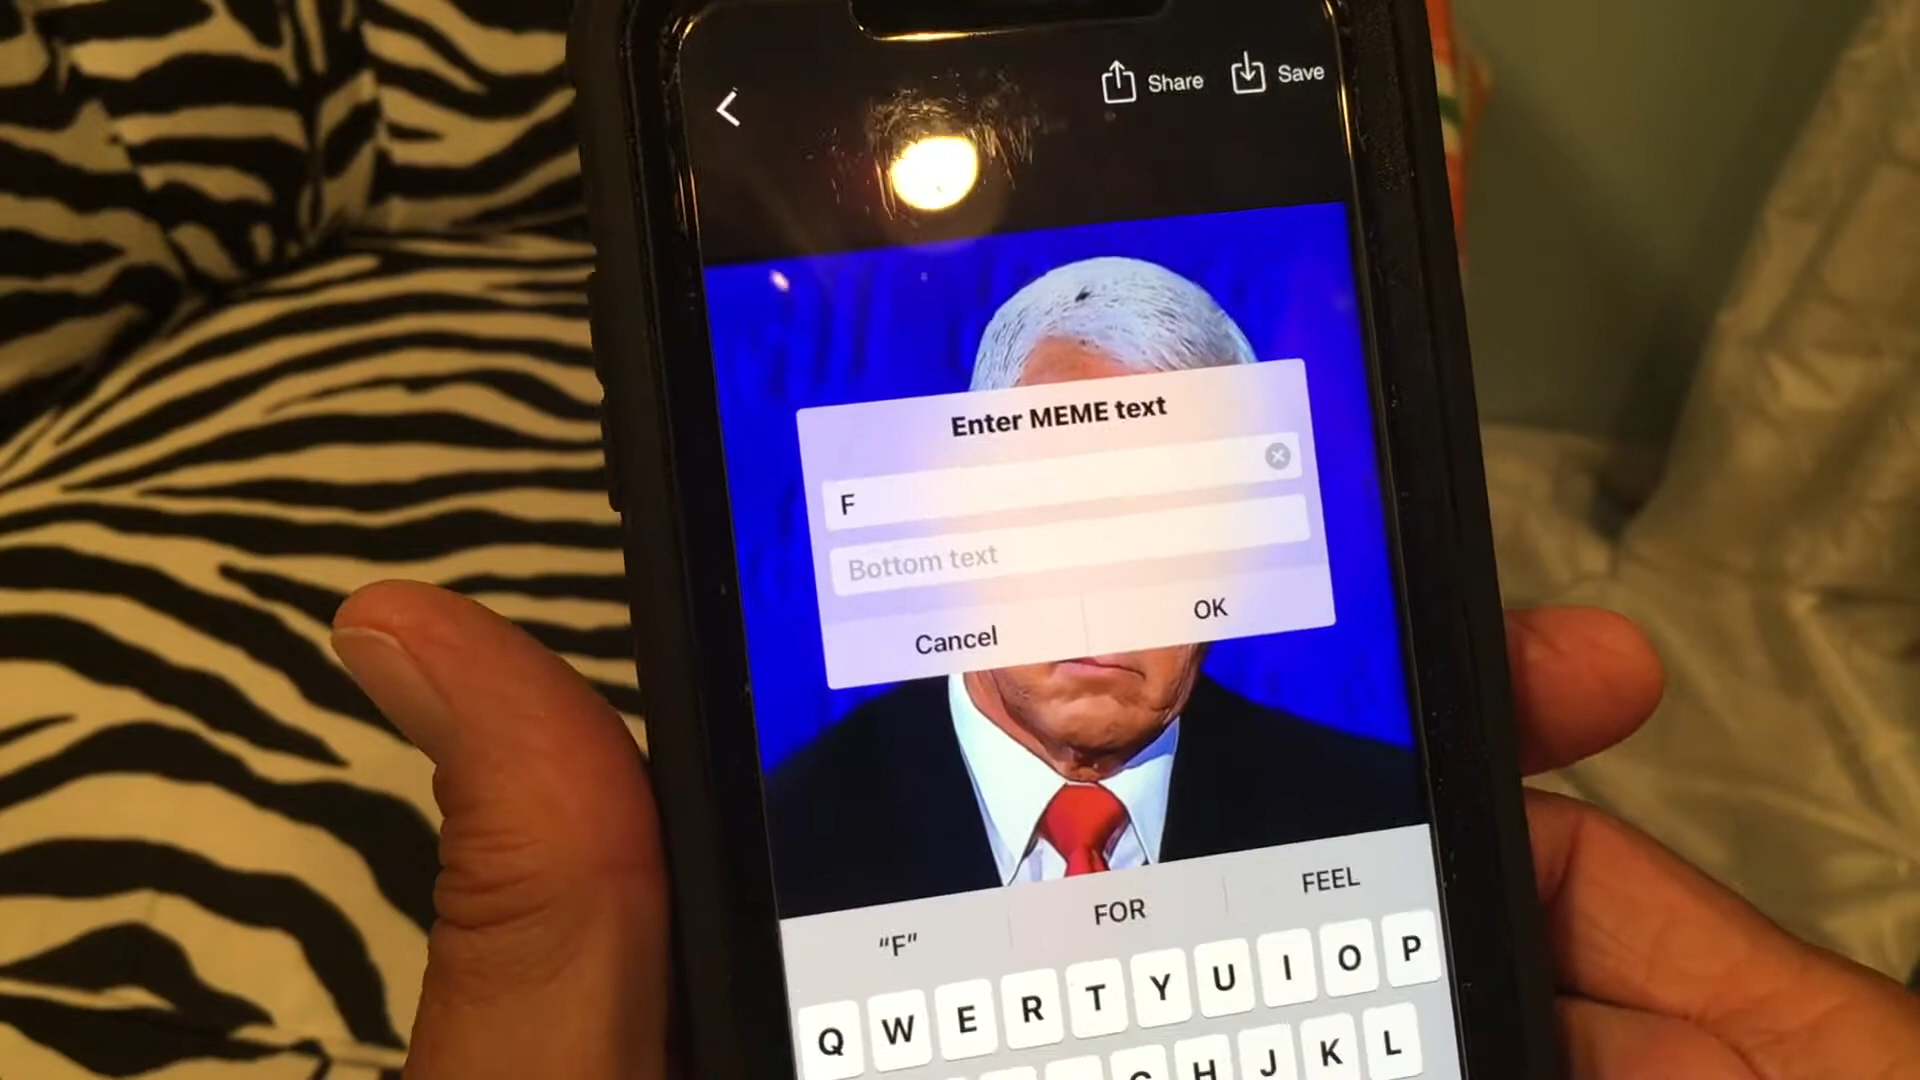 Share
Save
Enter MEME text
F
Bottom text
Cancel
OK
“F”
FOR
FEEL
Q W E R T Y U I O P
G H J K L